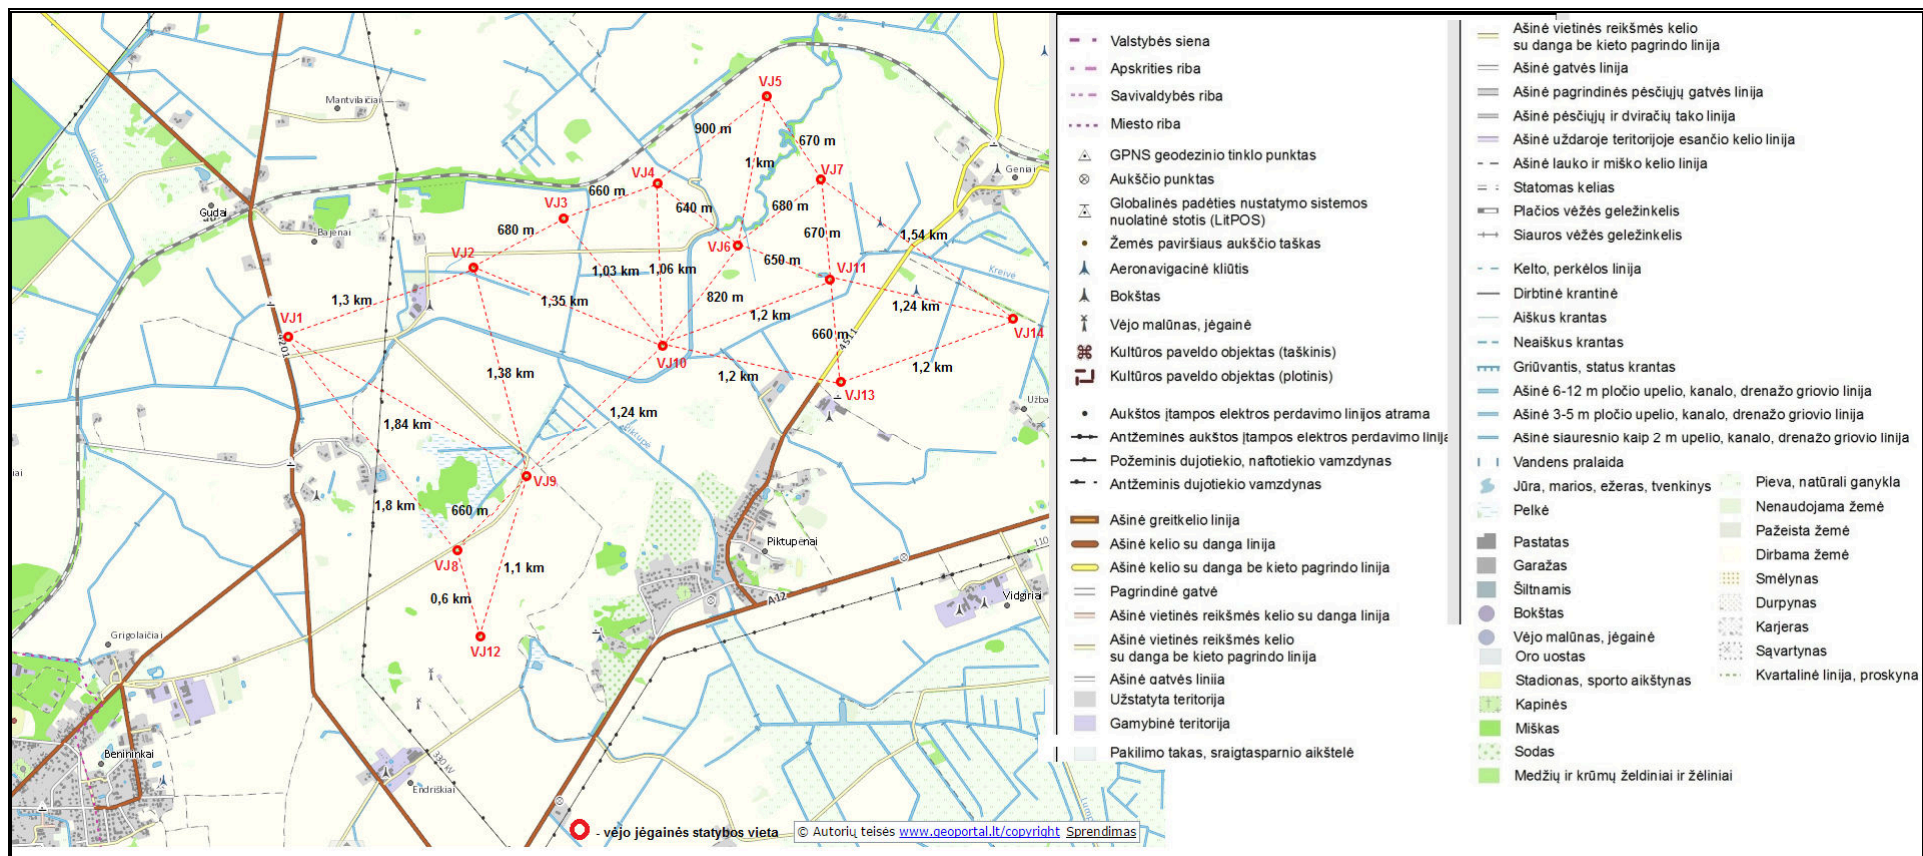 Mantvilaičiai
Juodupė
Gudai
Bajėnai
VJ5
900 m
670 m
1 km
VJ4
VJ7
660 m
640 m
680 m
VJ3
680 m
670 m
1,54 km
Geniai
VJ2
VJ6
650 m
VJ11
Kreivė
1,03 km
1,06 km
1,3 km
1,35 km
820 m
1,24 km
VJ1
1,2 km
660 m
4511
VJ14
4201
VJ10
1,38 km
1,2 km
1,2 km
VJ13
Užba
1,84 km
1,24 km
Piktupė
iai
VJ9
1,8 km
660 m
Piktupėnai
110
VJ8
1,1 km
0,6 km
A12
Vidgiriai
VJ12
Grigolaičiai
Benininkai
330 W
Endriškiai
Lump
- vėjo jėgainės statybos vieta
© Autorių teisės www.geoportal.lt/copyright Sprendimas
Valstybės siena
Apskrities riba
Savivaldybės riba
Miesto riba
GPNS geodezinio tinklo punktas
Aukščio punktas
Globalinės padėties nustatymo sistemos
nuolatinė stotis (LitPOS)
Žemės paviršiaus aukščio taškas
Aeronavigacinė kliūtis
Bokštas
Vėjo malūnas, jėgainė
Kultūros paveldo objektas (taškinis)
Kultūros paveldo objektas (plotinis)
Aukštos įtampos elektros perdavimo linijos atrama
Antžeminės aukštos įtampos elektros perdavimo linija
Požeminis dujotiekio, naftotiekio vamzdynas
Antžeminis dujotiekio vamzdynas
Ašinė greitkelio linija
Ašinė kelio su danga linija
Ašinė kelio su danga be kieto pagrindo linija
Pagrindinė gatvė
Ašinė vietinės reikšmės kelio su danga linija
Ašinė vietinės reikšmės kelio
su danga be kieto pagrindo linija
Ašinė gatvės linija
Užstatyta teritorija
Gamybinė teritorija
Pakilimo takas, sraigtasparnio aikštelė
Ašinė vietinės reikšmės kelio
su danga be kieto pagrindo linija
Ašinė gatvės linija
Ašinė pagrindinės pėsčiųjų gatvės linija
Ašinė pėsčiųjų ir dviračių tako linija
Ašinė uždaroje teritorijoje esančio kelio linija
Ašinė lauko ir miško kelio linija
Statomas kelias
Plačios vėžės geležinkelis
Siauros vėžės geležinkelis
Kelto, perkėlos linija
Dirbtinė krantinė
Aiškus krantas
Neaiškus krantas
Griūvantis, status krantas
Ašinė 6-12 m pločio upelio, kanalo, drenažo griovio linija
Ašinė 3-5 m pločio upelio, kanalo, drenažo griovio linija
Ašinė siauresnio kaip 2 m upelio, kanalo, drenažo griovio linija
Vandens pralaida
Jūra, marios, ežeras, tvenkinys
Pelkė
Pastatas
Garažas
Šiltnamis
Bokštas
Vėjo malūnas, jėgainė
Oro uostas
Stadionas, sporto aikštynas
Kapinės
Miškas
Sodas
Medžių ir krūmų želdiniai ir žėliniai
Pieva, natūrali ganykla
Nenaudojama žemė
Pažeista žemė
Dirbama žemė
Smėlynas
Durpynas
Karjeras
Sąvartynas
Kvartalinė linija, proskyna